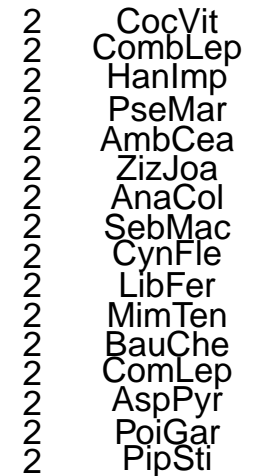 2 CocVit
2 CombLep
2 HanImp
2 PseMar
2 AmbCea
2 ZizJoa
2 AnaCol
2 SebMac
2 CynFle
2 LibFer
2 MimTen
2 BauChe
2 ComLep
2 AspPyr
2 PoiGar
2 PipSti